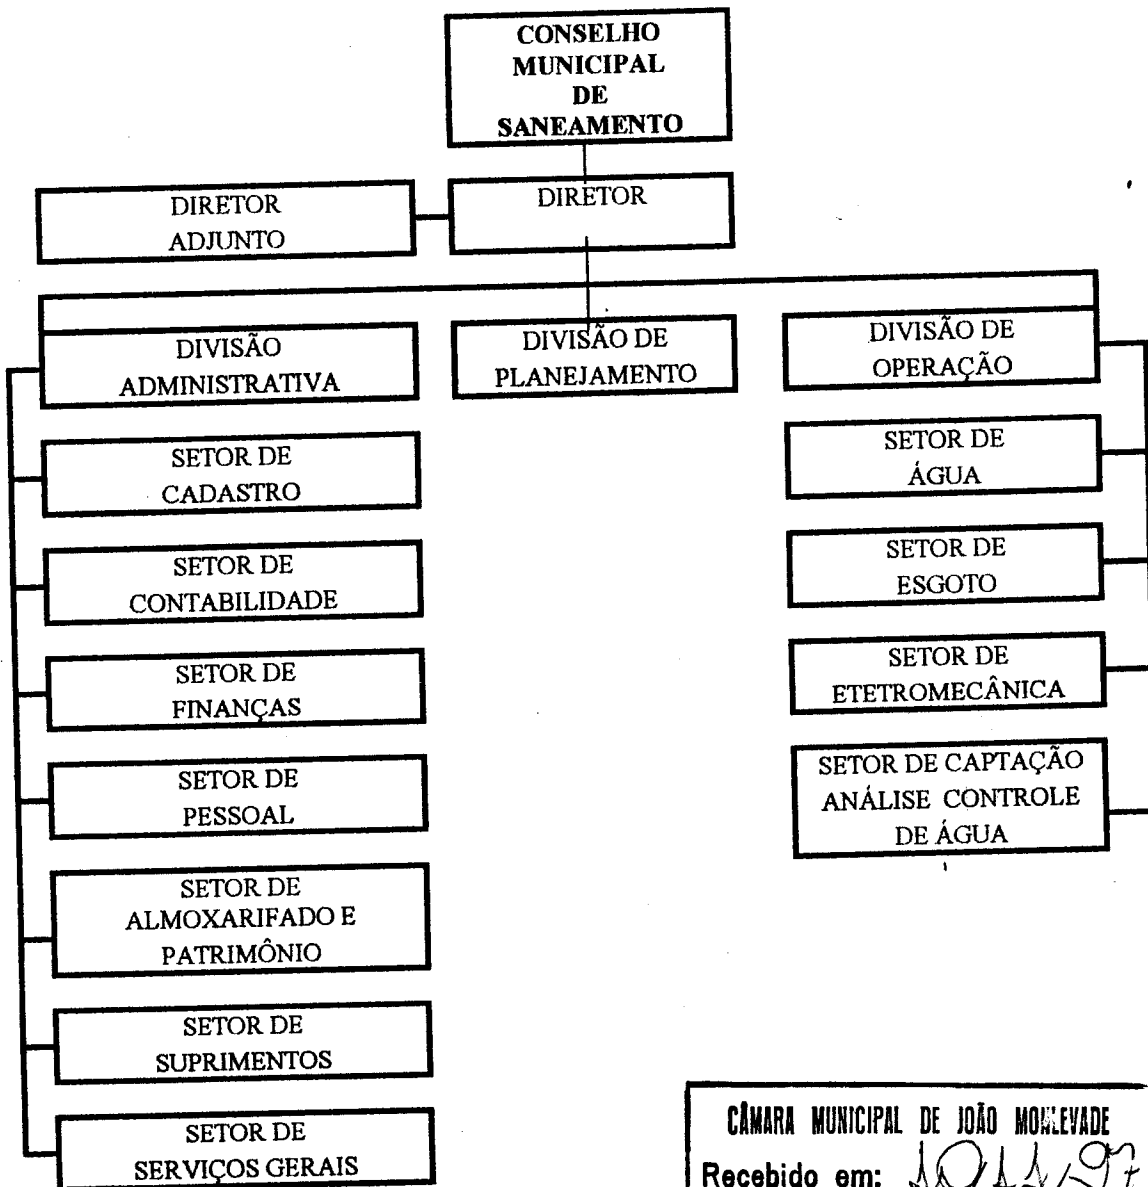 CONSELHO
MUNICIPAL
DE
SANEAMENTO
DIRETOR
ADJUNTO
DIRETOR
DIVISÃO
ADMINISTRATIVA
DIVISÃO DE
PLANEJAMENTO
DIVISÃO DE
OPERAÇÃO
SETOR DE
CADASTRO
SETOR DE
CONTABILIDADE
SETOR DE
FINANÇAS
SETOR DE
PESSOAL
SETOR DE
ALMOXARIFADO E
PATRIMÔNIO
SETOR DE
SUPRIMENTOS
SETOR DE
SERVIÇOS GERAIS
SETOR DE
ÁGUA
SETOR DE
ESGOTO
SETOR DE
ETETROMECÂNICA
SETOR DE CAPTAÇÃO
ANÁLISE CONTROLE
DE ÁGUA
CÂMARA MUNICIPAL DE JOÃO MONLEVADE
Recebido em: